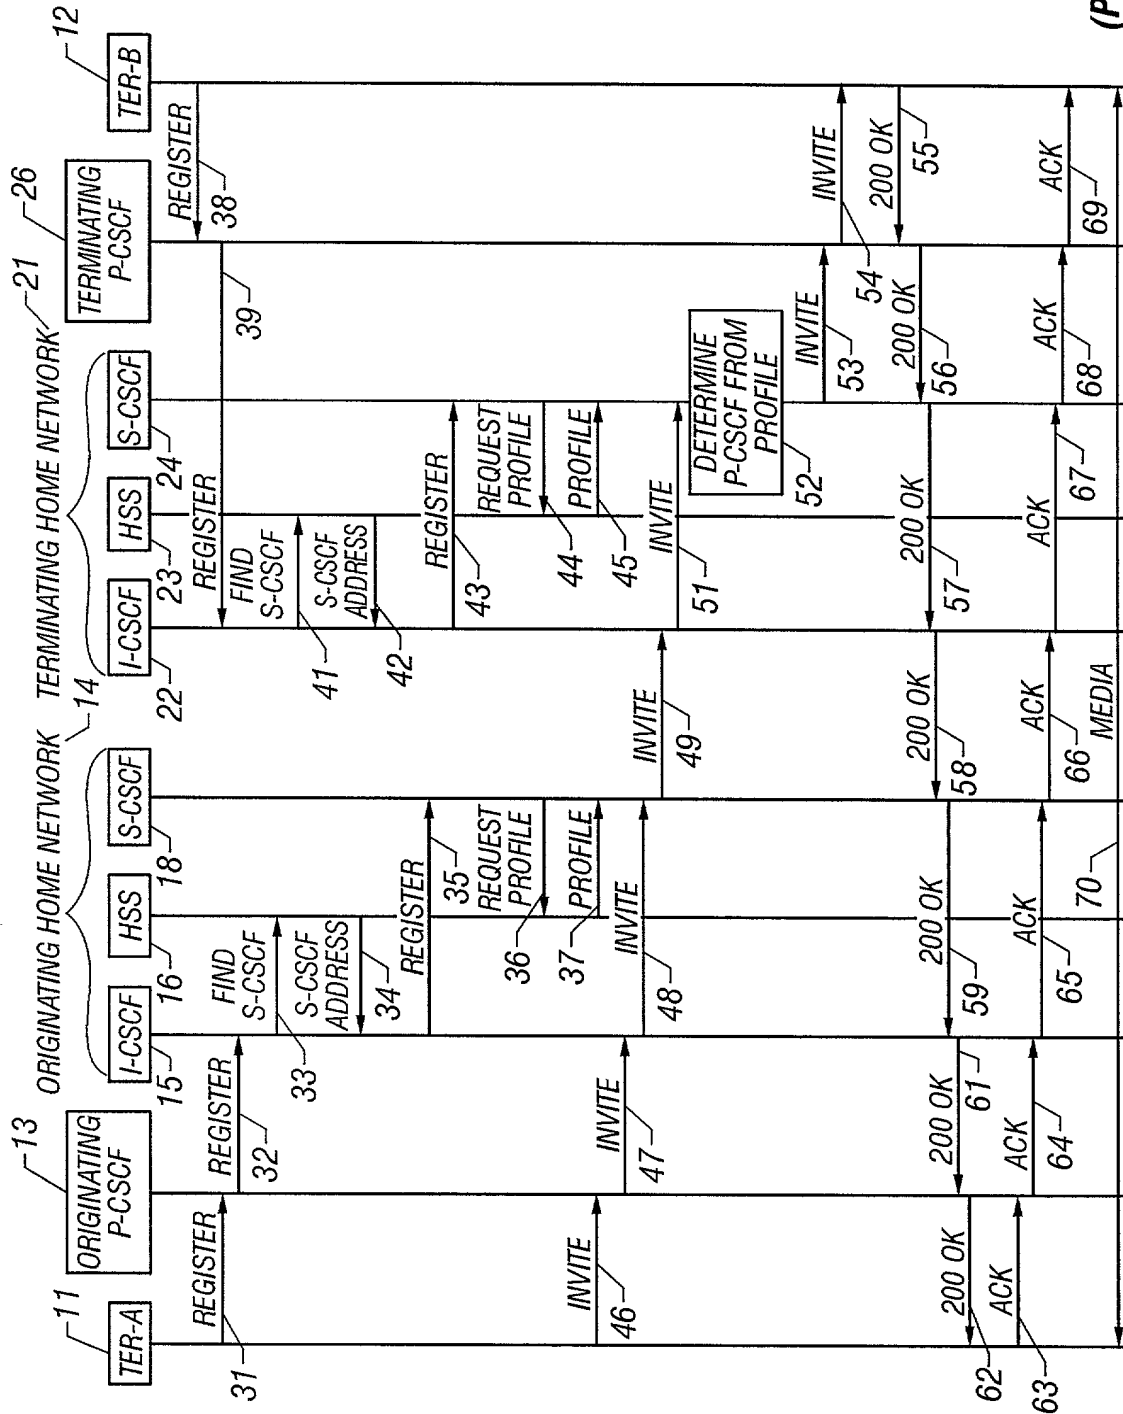 ORIGINATING HOME NETWORK
14
TERMINATING HOME NETWORK
21
11
TER-A
13
ORIGINATING
P-CSCF
I-CSCF
15
HSS
16
S-CSCF
18
I-CSCF
22
HSS
23
S-CSCF
24
26
TERMINATING
P-CSCF
12
TER-B
REGISTER
38
REGISTER
39
REGISTER
31
REGISTER
32
FIND
S-CSCF
33
FIND
S-CSCF
41
S-CSCF
ADDRESS
34
S-CSCF
ADDRESS
42
REGISTER
35
REGISTER
43
REQUEST
PROFILE
36
REQUEST
PROFILE
44
PROFILE
37
PROFILE
45
INVITE
46
INVITE
47
INVITE
48
INVITE
49
INVITE
51
DETERMINE
P-CSCF FROM
PROFILE
52
INVITE
53
INVITE
54
200 OK
55
200 OK
56
200 OK
57
200 OK
58
200 OK
59
200 OK
61
200 OK
62
ACK
63
ACK
64
ACK
65
ACK
66
ACK
67
ACK
68
ACK
69
MEDIA
70
(P